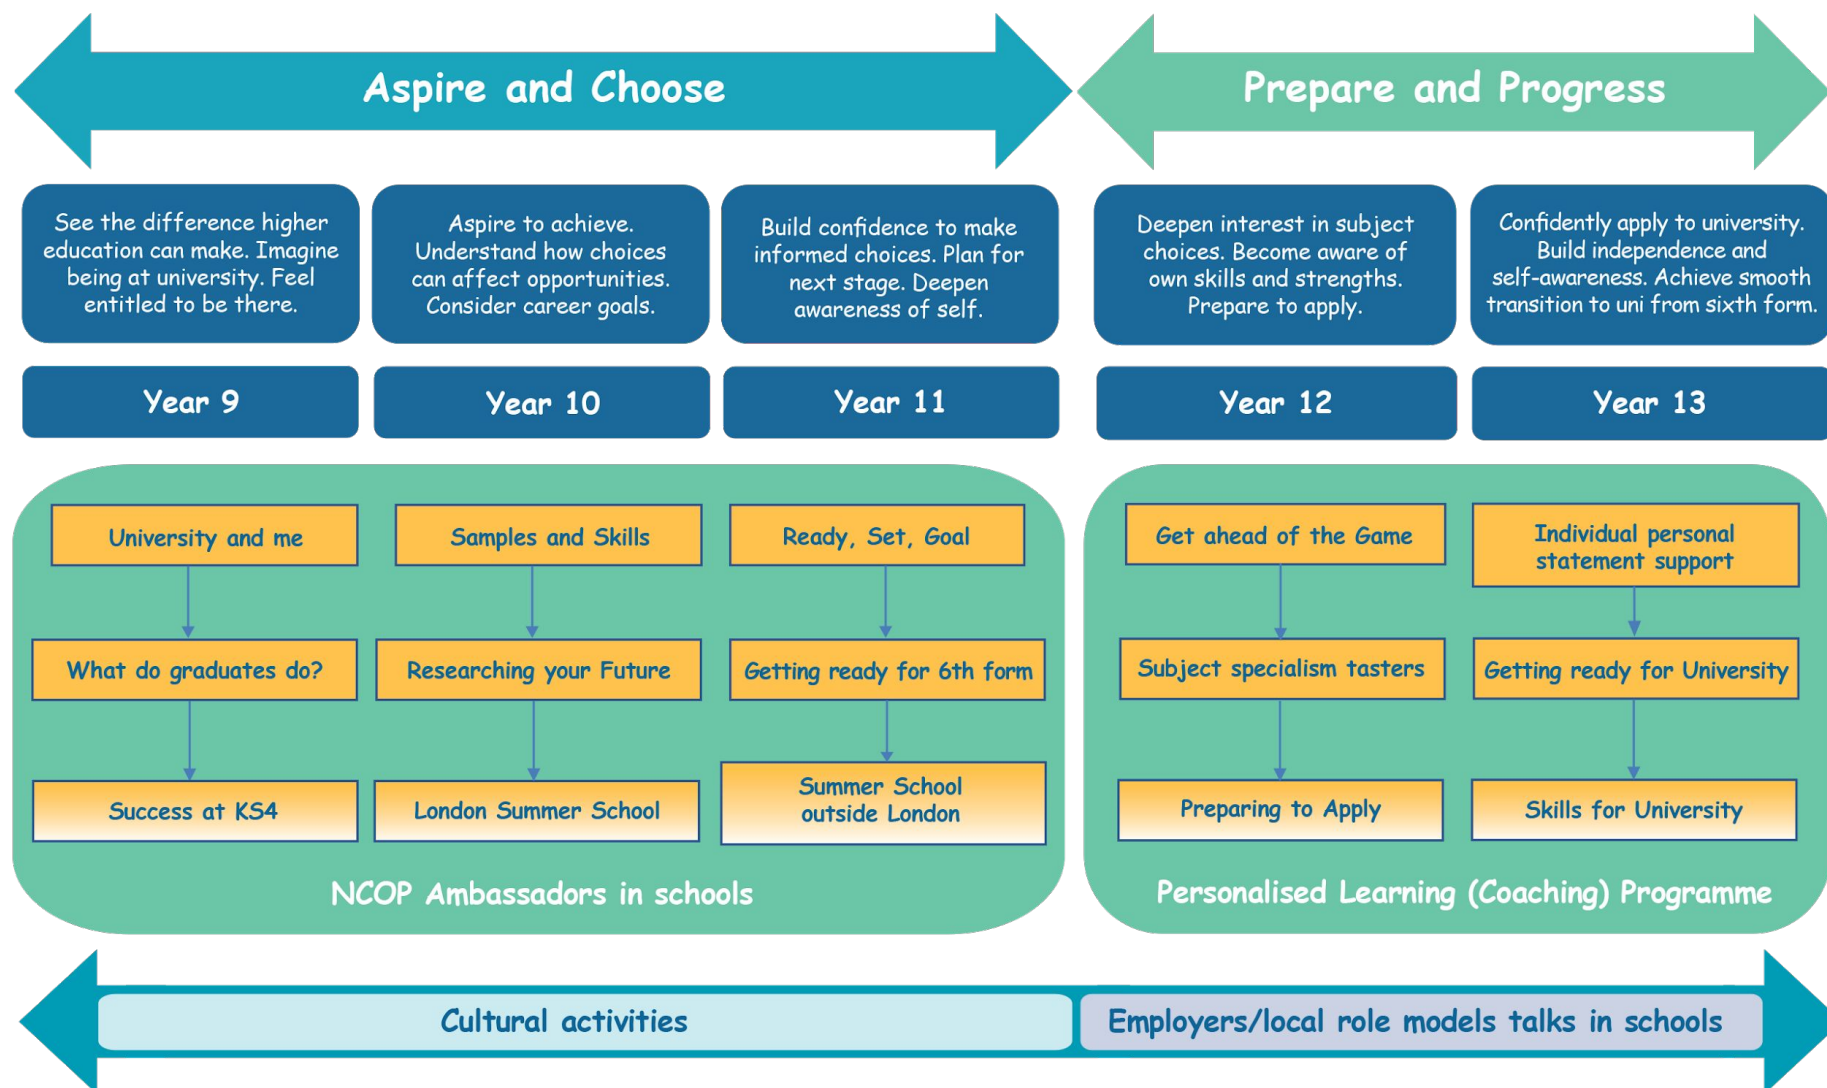 Aspire and Choose
Prepare and Progress
See the difference higher
education can make. Imagine
being at university. Feel
entitled to be there.
Aspire to achieve.
Understand how choices
can affect opportunities.
Consider career goals.
Build confidence to make
informed choices. Plan for
next stage. Deepen
awareness of self.
Deepen interest in subject
choices. Become aware of
own skills and strengths.
Prepare to apply.
Confidently apply to university.
Build independence and
self-awareness. Achieve smooth
transition to uni from sixth form.
Year 9
Year 10
Year 11
Year 12
Year 13
University and me
What do graduates do?
Success at KS4
Samples and Skills
Researching your Future
London Summer School
Ready, Set, Goal
Getting ready for 6th form
Summer School
outside London
NCOP Ambassadors in schools
Get ahead of the Game
Subject specialism tasters
Preparing to Apply
Individual personal
statement support
Getting ready for University
Skills for University
Personalised Learning (Coaching) Programme
Cultural activities
Employers/local role models talks in schools